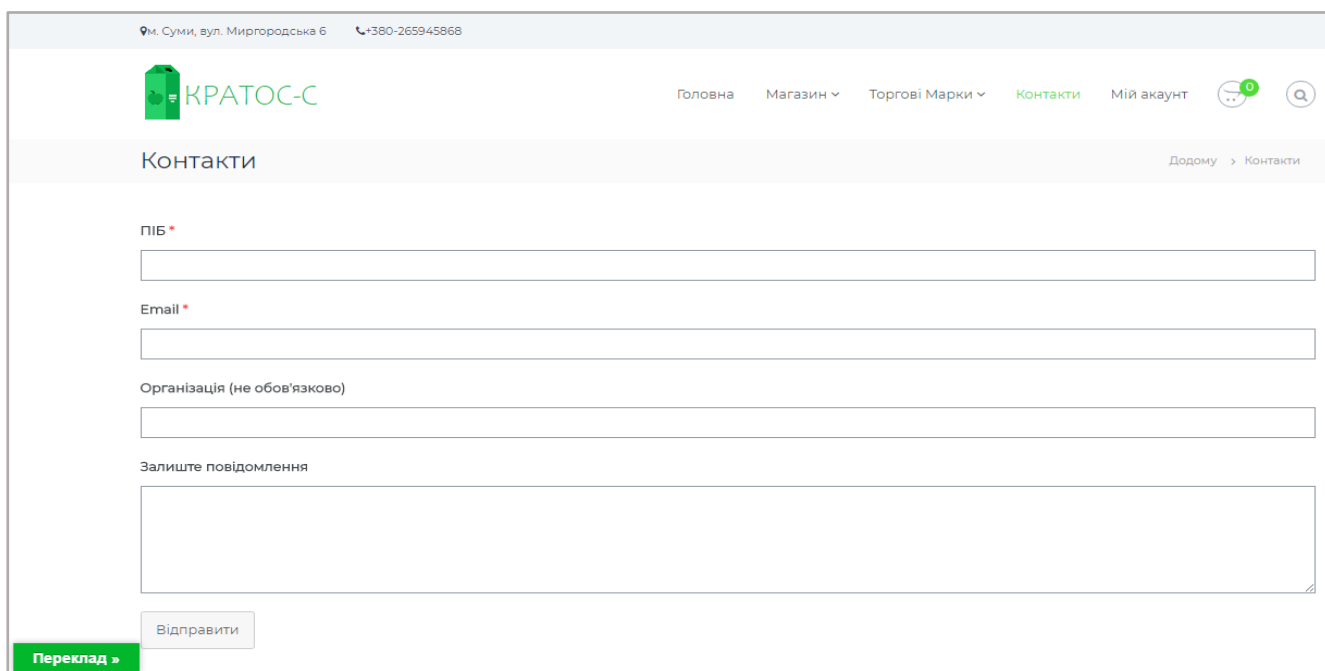 м. Суми, вул. Миргородська 6 +380-265945868
КРАТОС-С
Головна Магазин Торгові Марки Контакти Мій акаунт 0
Контакти
Додому > Контакти
ПІБ *
Email *
Організація (не обов'язково)
Залиште повідомлення
Відправити
Переклад »